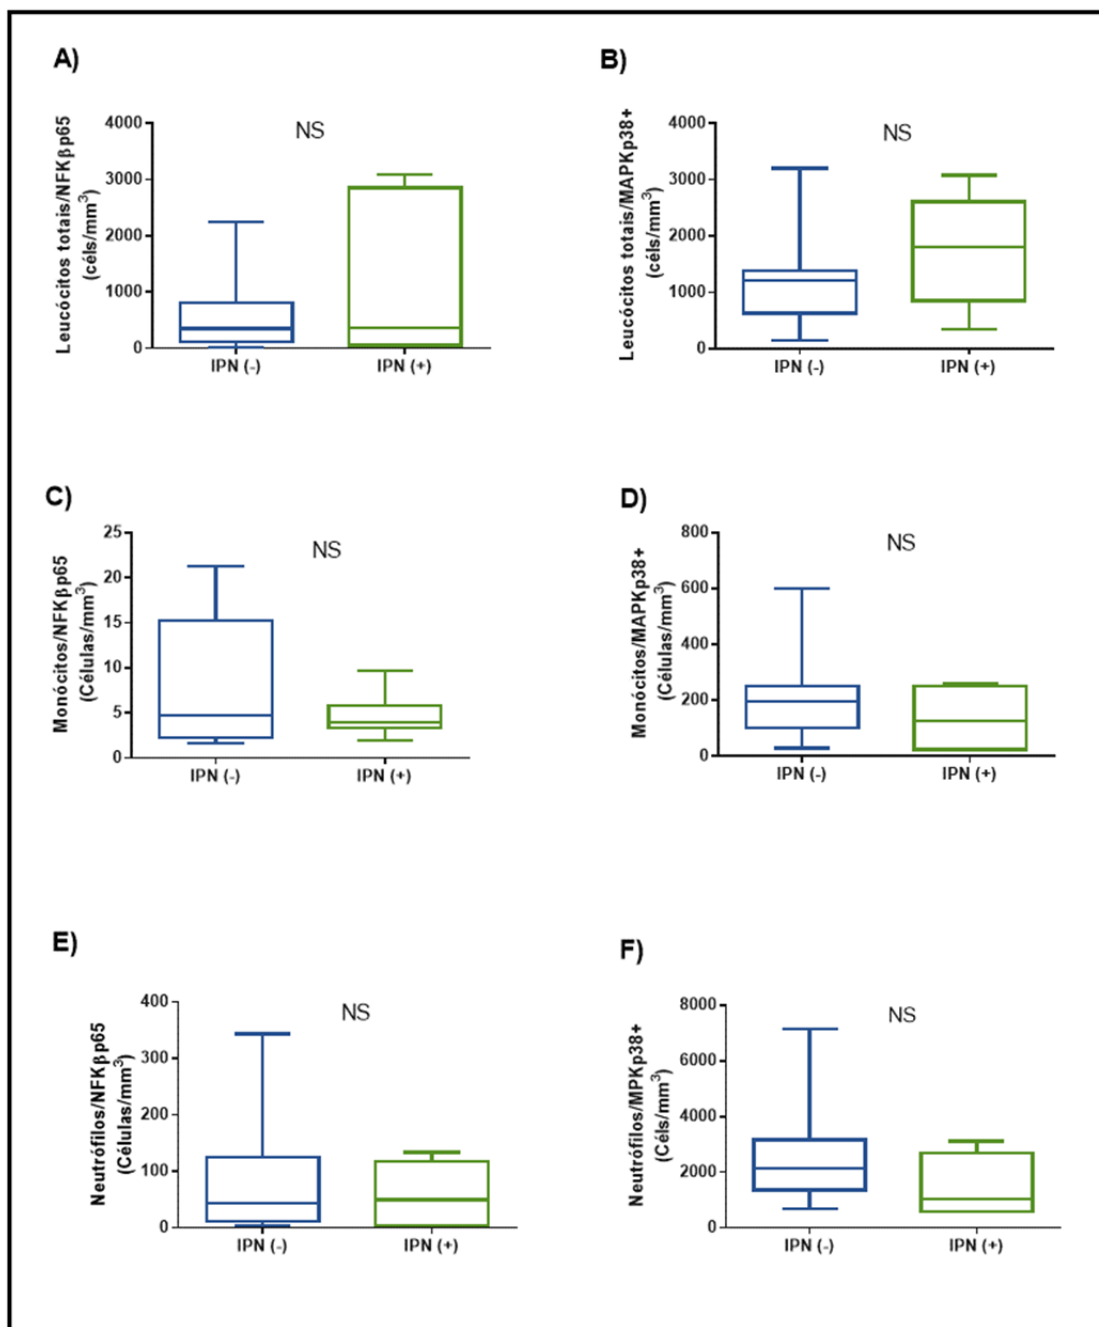 A)
Leucócitos totais/NFKβp65
(céls/mm³)
4000
3000
2000
1000
0
NS
IPN (-)
IPN (+)
B)
Leucócitos totais/MAPKp38+
(céls/mm³)
4000
3000
2000
1000
0
NS
IPN (-)
IPN (+)
C)
Monócitos/NFKβp65
(Células/mm³)
25
20
15
10
5
0
NS
IPN (-)
IPN (+)
D)
Monócitos/MAPKp38+
(Células/mm³)
800
600
400
200
0
NS
IPN (-)
IPN (+)
E)
Neutrófilos/NFKβp65
(Células/mm³)
400
300
200
100
0
NS
IPN (-)
IPN (+)
F)
Neutrófilos/MPKp38+
(Céls/mm³)
8000
6000
4000
2000
0
NS
IPN (-)
IPN (+)